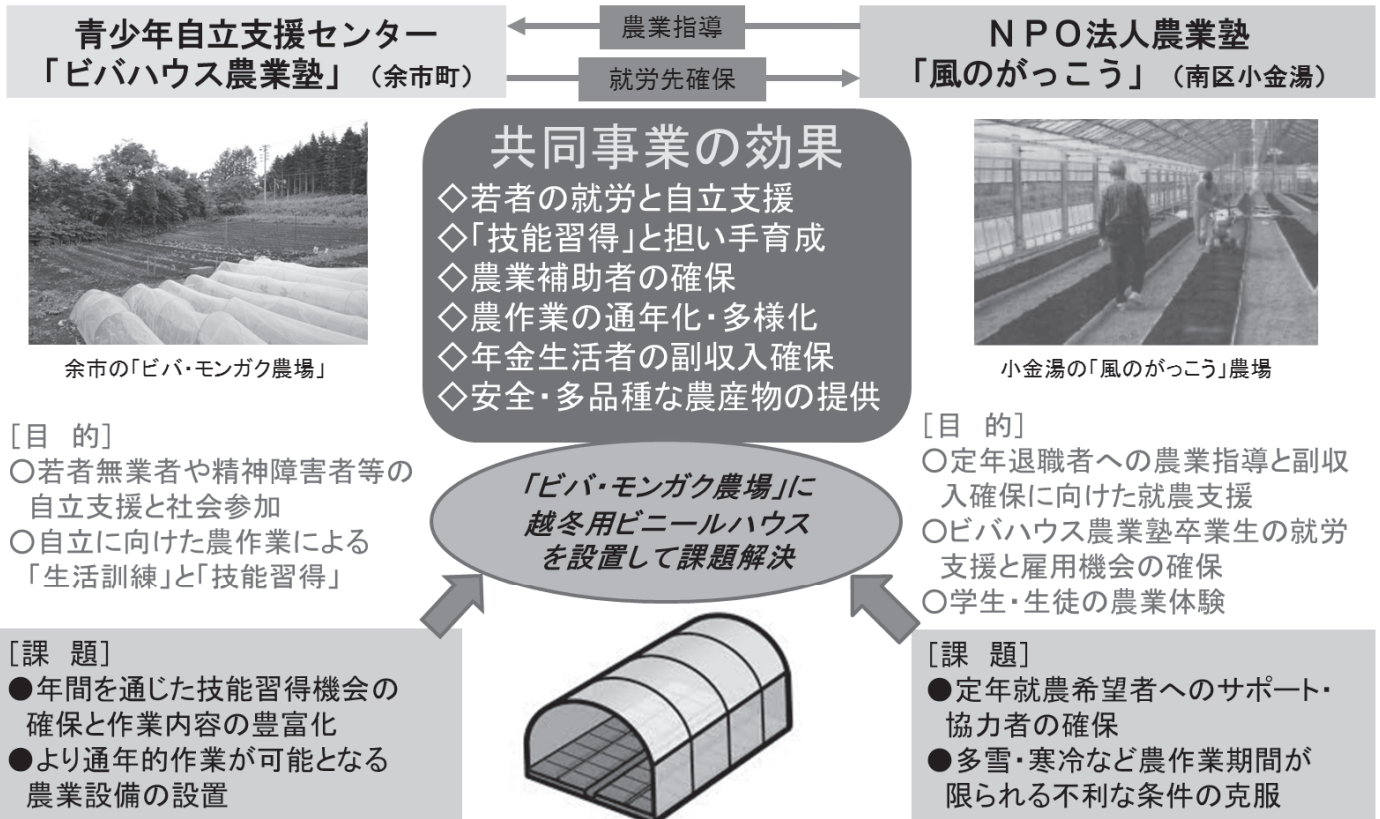 青少年自立支援センター
「ビバハウス農業塾」（余市町）
農業指導
就労先確保
ＮＰＯ法人農業塾
「風のがっこう」（南区小金湯）
余市の「ビバ・モンガク農場」
共同事業の効果
◇若者の就労と自立支援
◇「技能習得」と担い手育成
◇農業補助者の確保
◇農作業の通年化・多様化
◇年金生活者の副収入確保
◇安全・多品種な農産物の提供
小金湯の「風のがっこう」農場
［目　的］
○若者無業者や精神障害者等の
自立支援と社会参加
○自立に向けた農作業による
「生活訓練」と「技能習得」
「ビバ・モンガク農場」に
越冬用ビニールハウス
を設置して課題解決
［目　的］
○定年退職者への農業指導と副収
入確保に向けた就農支援
○ビバハウス農業塾卒業生の就労
支援と雇用機会の確保
○学生・生徒の農業体験
［課　題］
●年間を通じた技能習得機会の
確保と作業内容の豊富化
●より通年的作業が可能となる
農業設備の設置
［課　題］
●定年就農希望者へのサポート・
協力者の確保
●多雪・寒冷など農作業期間が
限られる不利な条件の克服